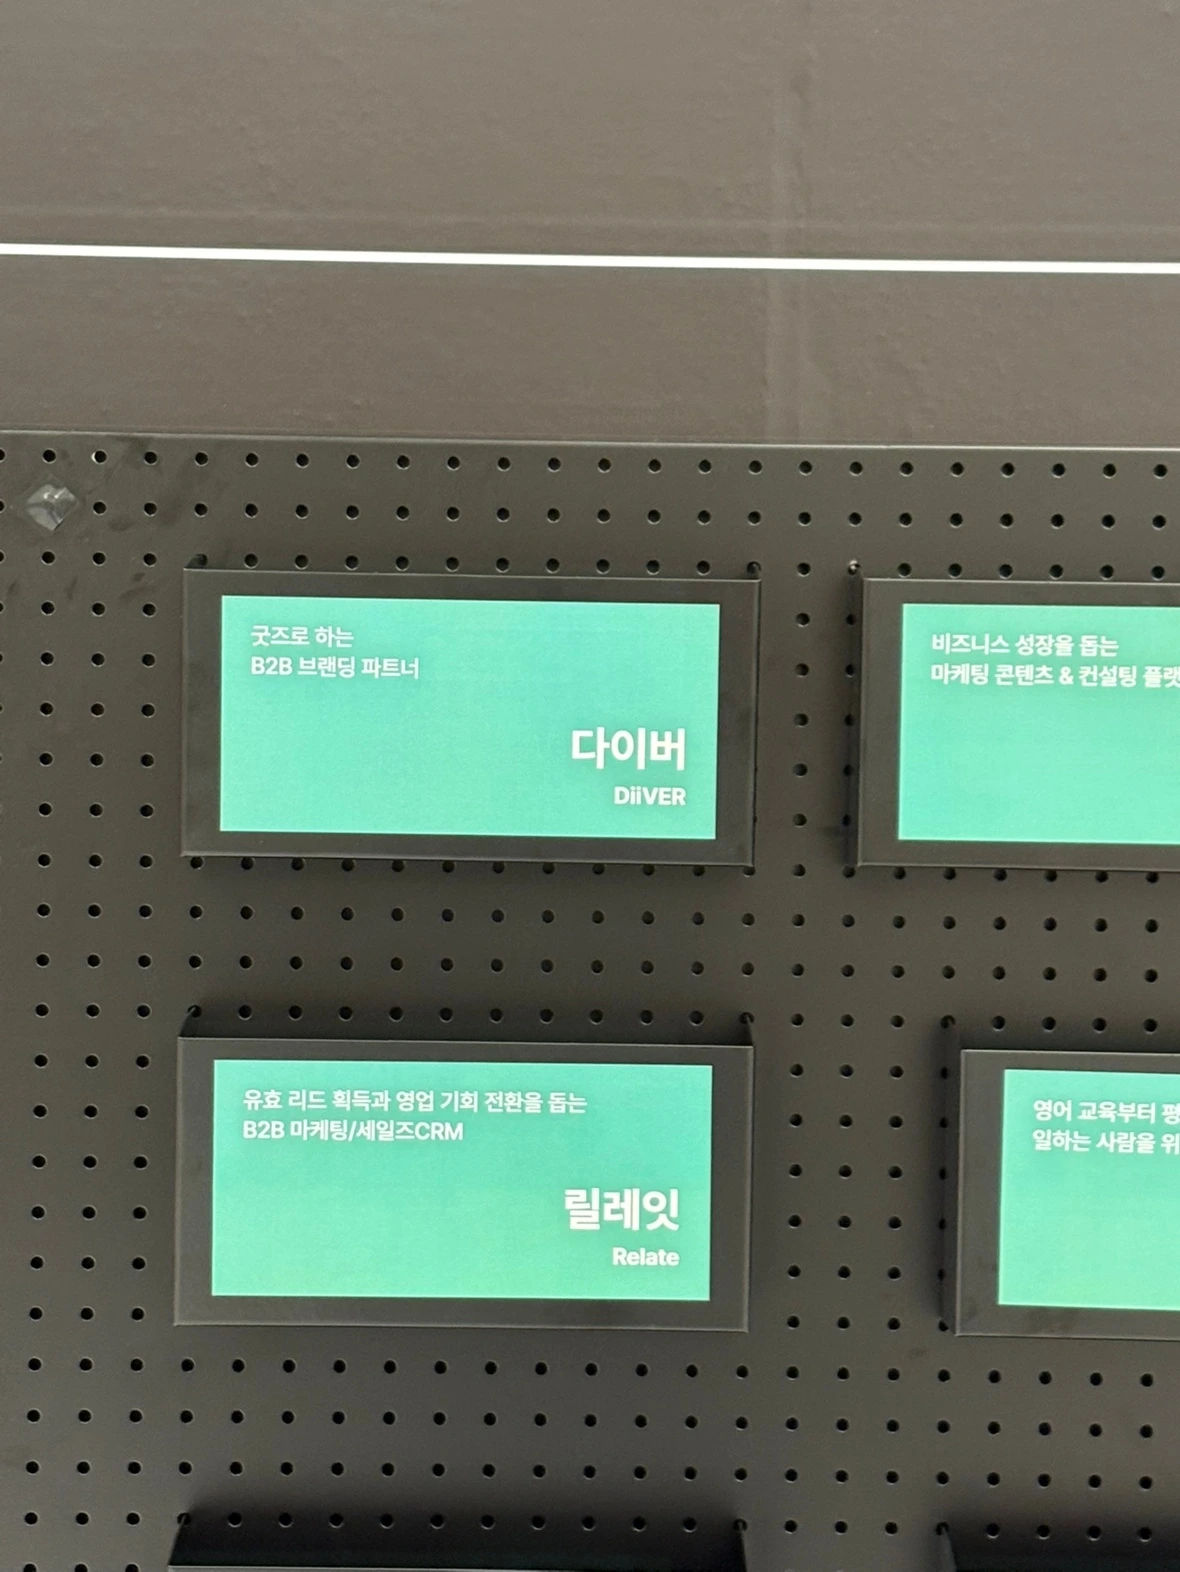 굿즈로 하는
B2B 브랜딩 파트너
다이버
DiiVER
비즈니스 성장을 돕는
마케팅 콘텐츠 & 컨설팅
유효 리드 획득과 영업 기회 전환을 돕는
B2B 마케팅/세일즈CRM
릴레잇
Relate
영어 교육부터
일하는 사람을